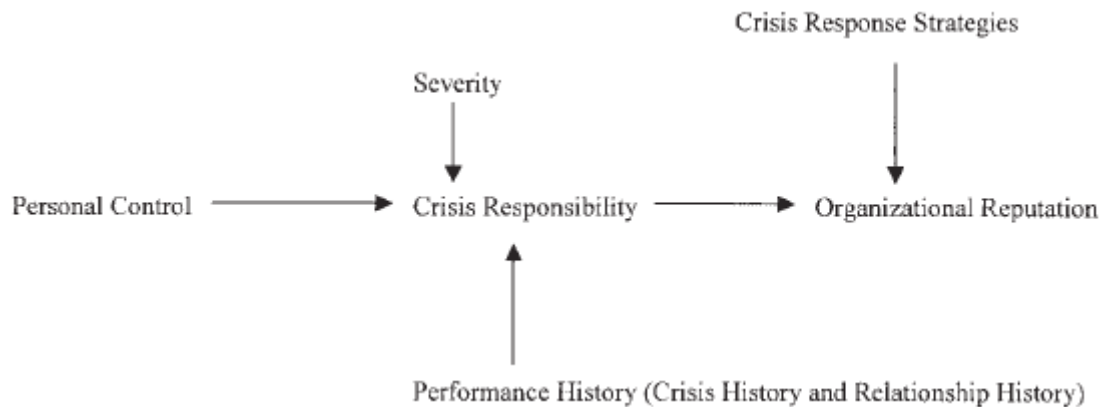 Crisis Response Strategies
Severity
Personal Control
Crisis Responsibility
Organizational Reputation
Performance History (Crisis History and Relationship History)